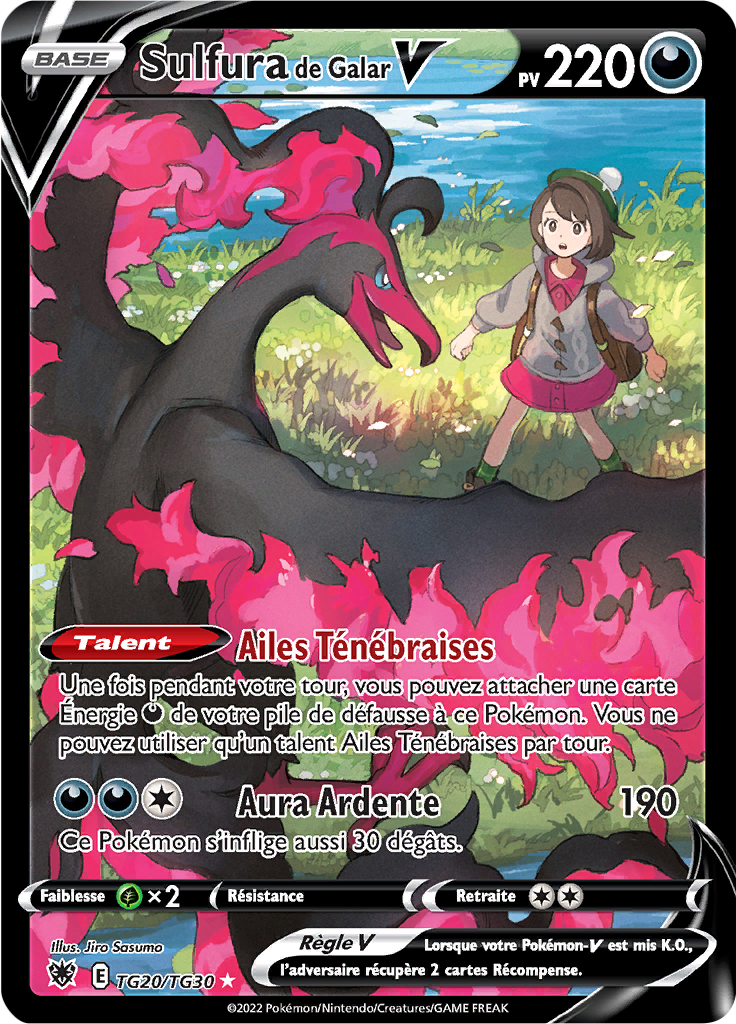 BASE Sulfura de Galar V PV 220
Talent Ailes Ténébraises
Une fois pendant votre tour, vous pouvez attacher une carte
Énergie de votre pile de défausse à ce Pokémon. Vous ne
pouvez utiliser qu'un talent Ailes Ténébraises par tour.
Aura Ardente 190
Ce Pokémon s'inflige aussi 30 dégâts.
Faiblesse ×2 Résistance Retraite
Illus. Jiro Sasumo
Règle V Lorsque votre Pokémon-V est mis K.O.,
l'adversaire récupère 2 cartes Récompense.
E TG20/TG30 ★
©2022 Pokémon/Nintendo/Creatures/GAME FREAK